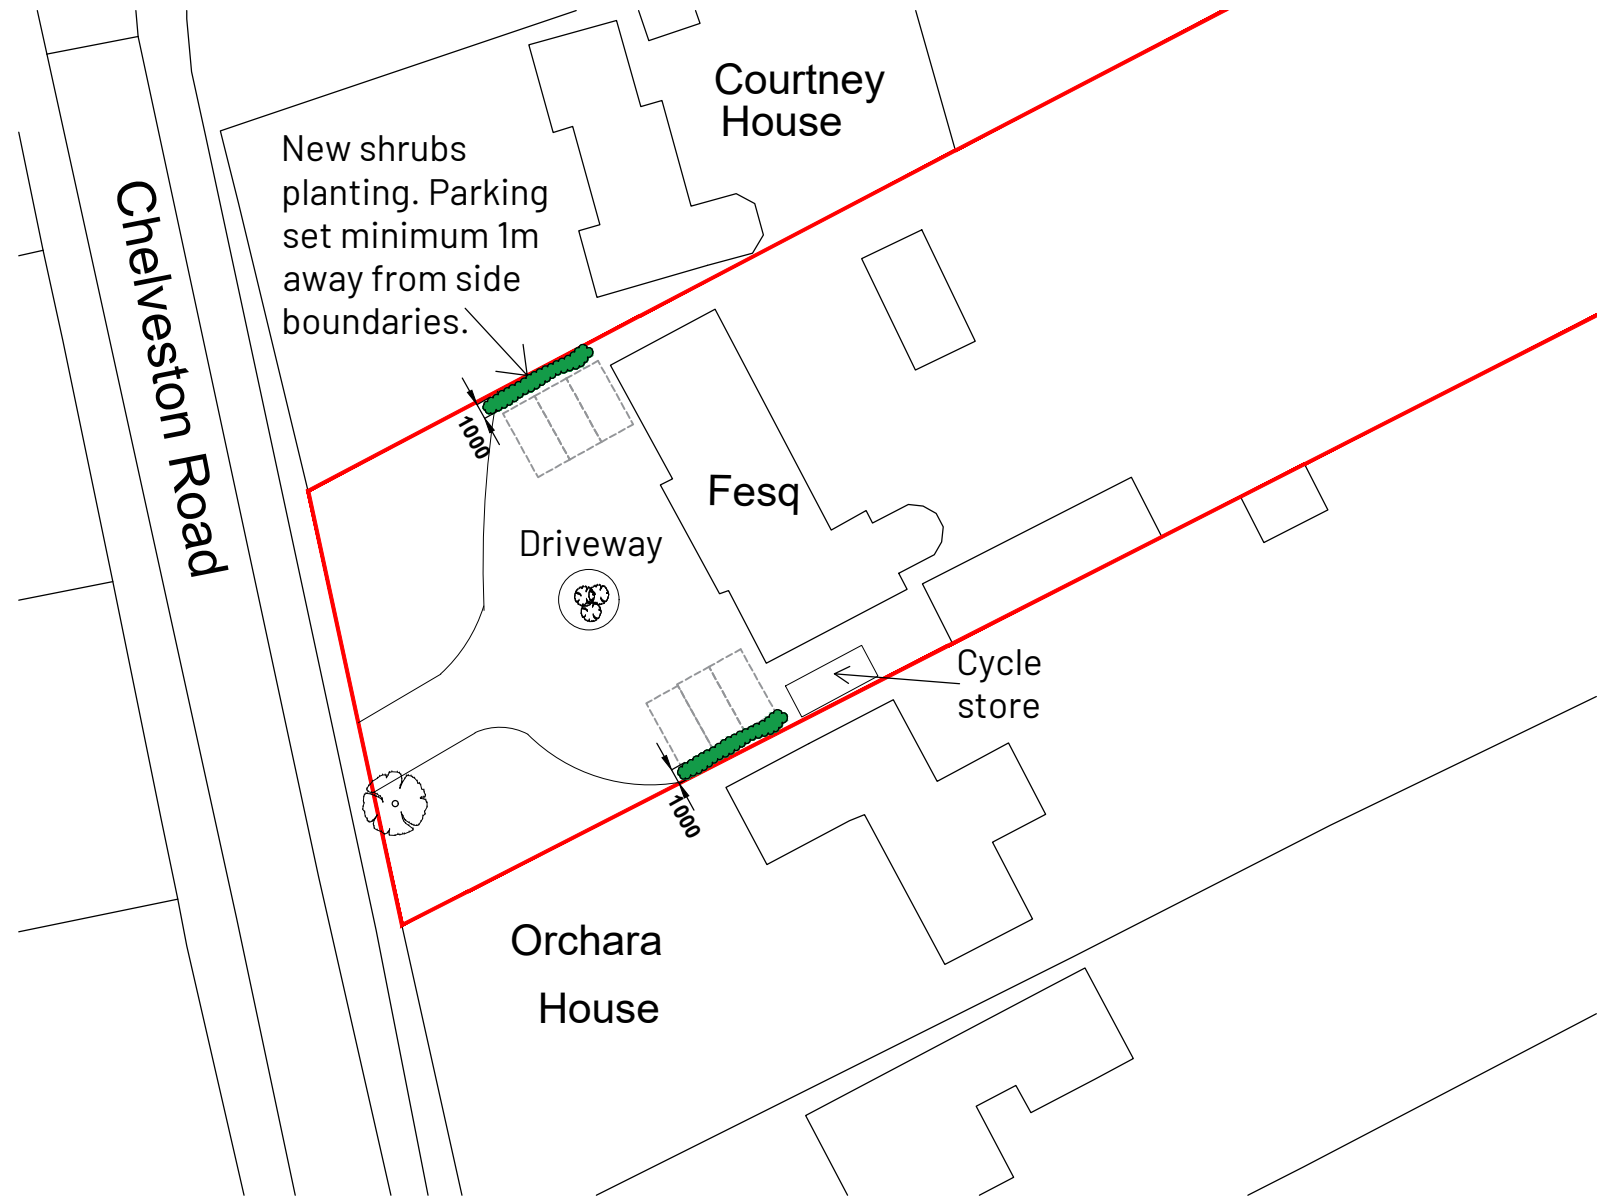 Courtney
House
New shrubs
planting. Parking
set minimum 1m
away from side
boundaries.
Chelveston Road
1000
Fesq
Driveway
Cycle
store
1000
Orchara
House